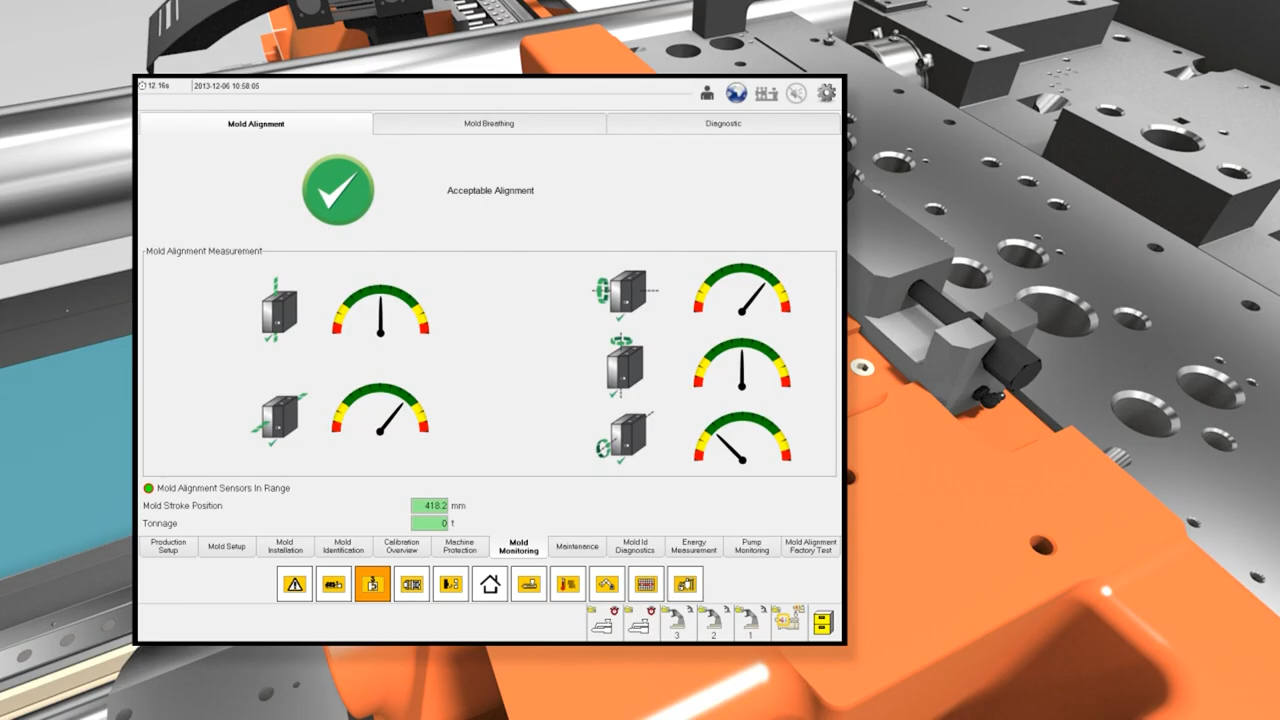 12.16s 2013-12-06 10:58:05
Mold Alignment Mold Breathing Diagnostic
Acceptable Alignment
Mold Alignment Measurement
Mold Alignment Sensors In Range
Mold Stroke Position 418.2 mm
Tonnage 0 t
Production Setup
Mold Setup
Mold Installation
Mold Identification
Calibration Overview
Machine Protection
Mold Monitoring
Maintenance
Mold Id Diagnostics
Energy Measurement
Pump Monitoring
Mold Alignment Factory Test
3 2 1